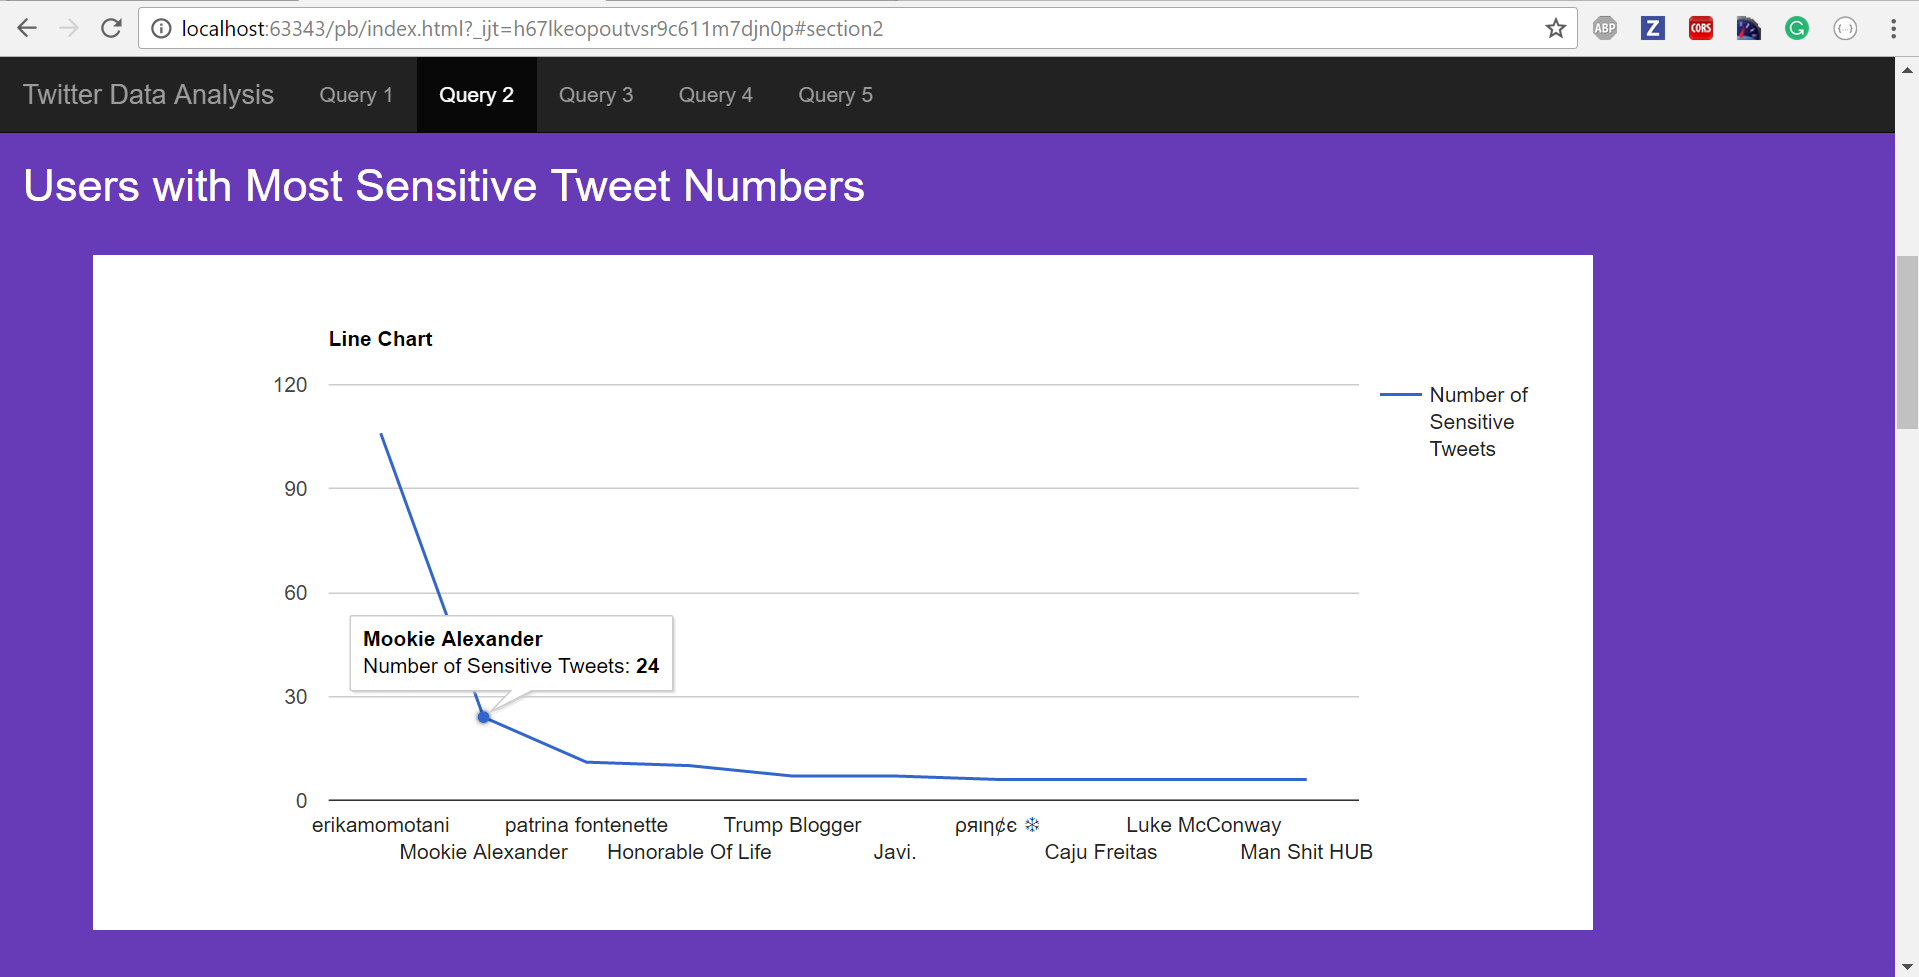 localhost:63343/pb/index.html?_ijt=h67lkeopoutvsr9c611m7djn0p#section2
ABP
Z
CORS
G
{...}
Twitter Data Analysis Query 1 Query 2 Query 3 Query 4 Query 5
Users with Most Sensitive Tweet Numbers
Line Chart
120
90
60
30
0
Number of
Sensitive
Tweets
Mookie Alexander
Number of Sensitive Tweets: 24
erikamomotani
Mookie Alexander
patrina fontenette
Honorable Of Life
Trump Blogger
Javi.
ρяιη¢є ❄
Caju Freitas
Luke McConway
Man Shit HUB